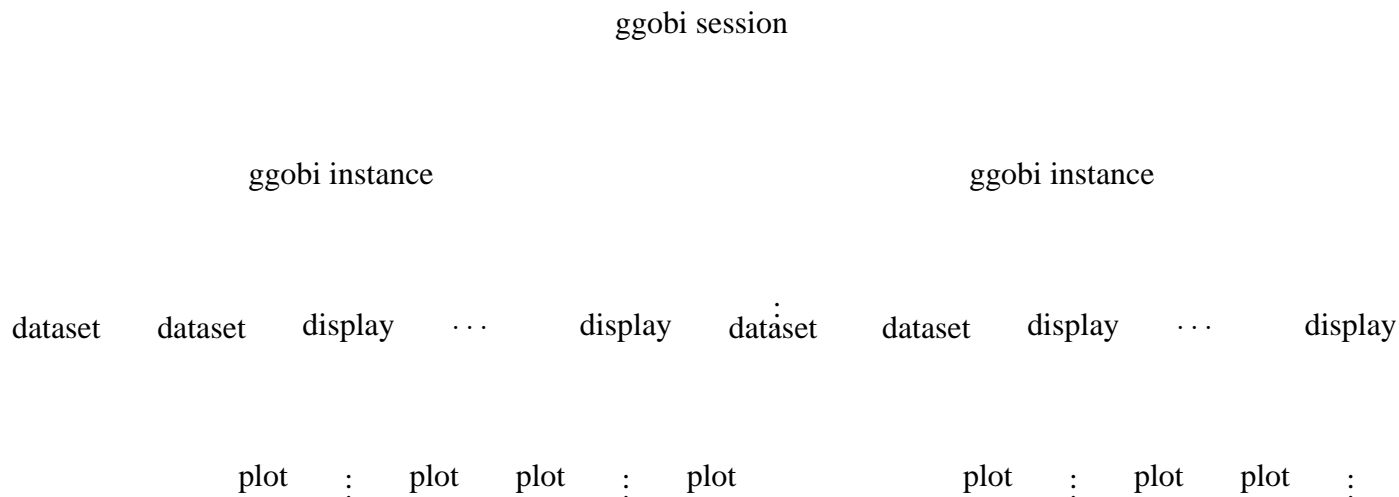 ggobi session
ggobi instance ggobi instance
dataset dataset display ... display dataset dataset display ... display
plot : plot plot : plot plot : plot plot :